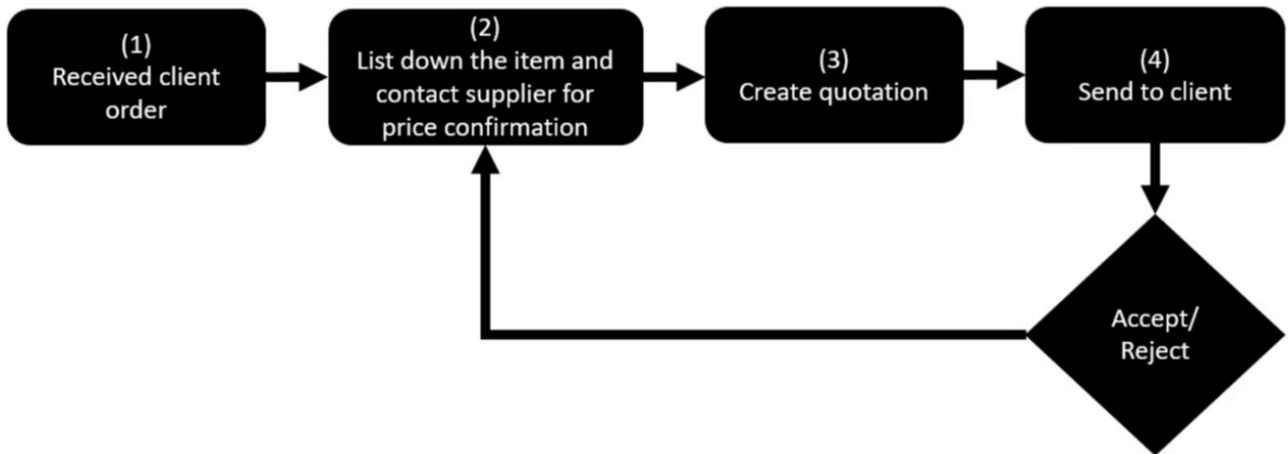 (1)
Received client
order
(2)
List down the item and
contact supplier for
price confirmation
(3)
Create quotation
(4)
Send to client
Accept/
Reject